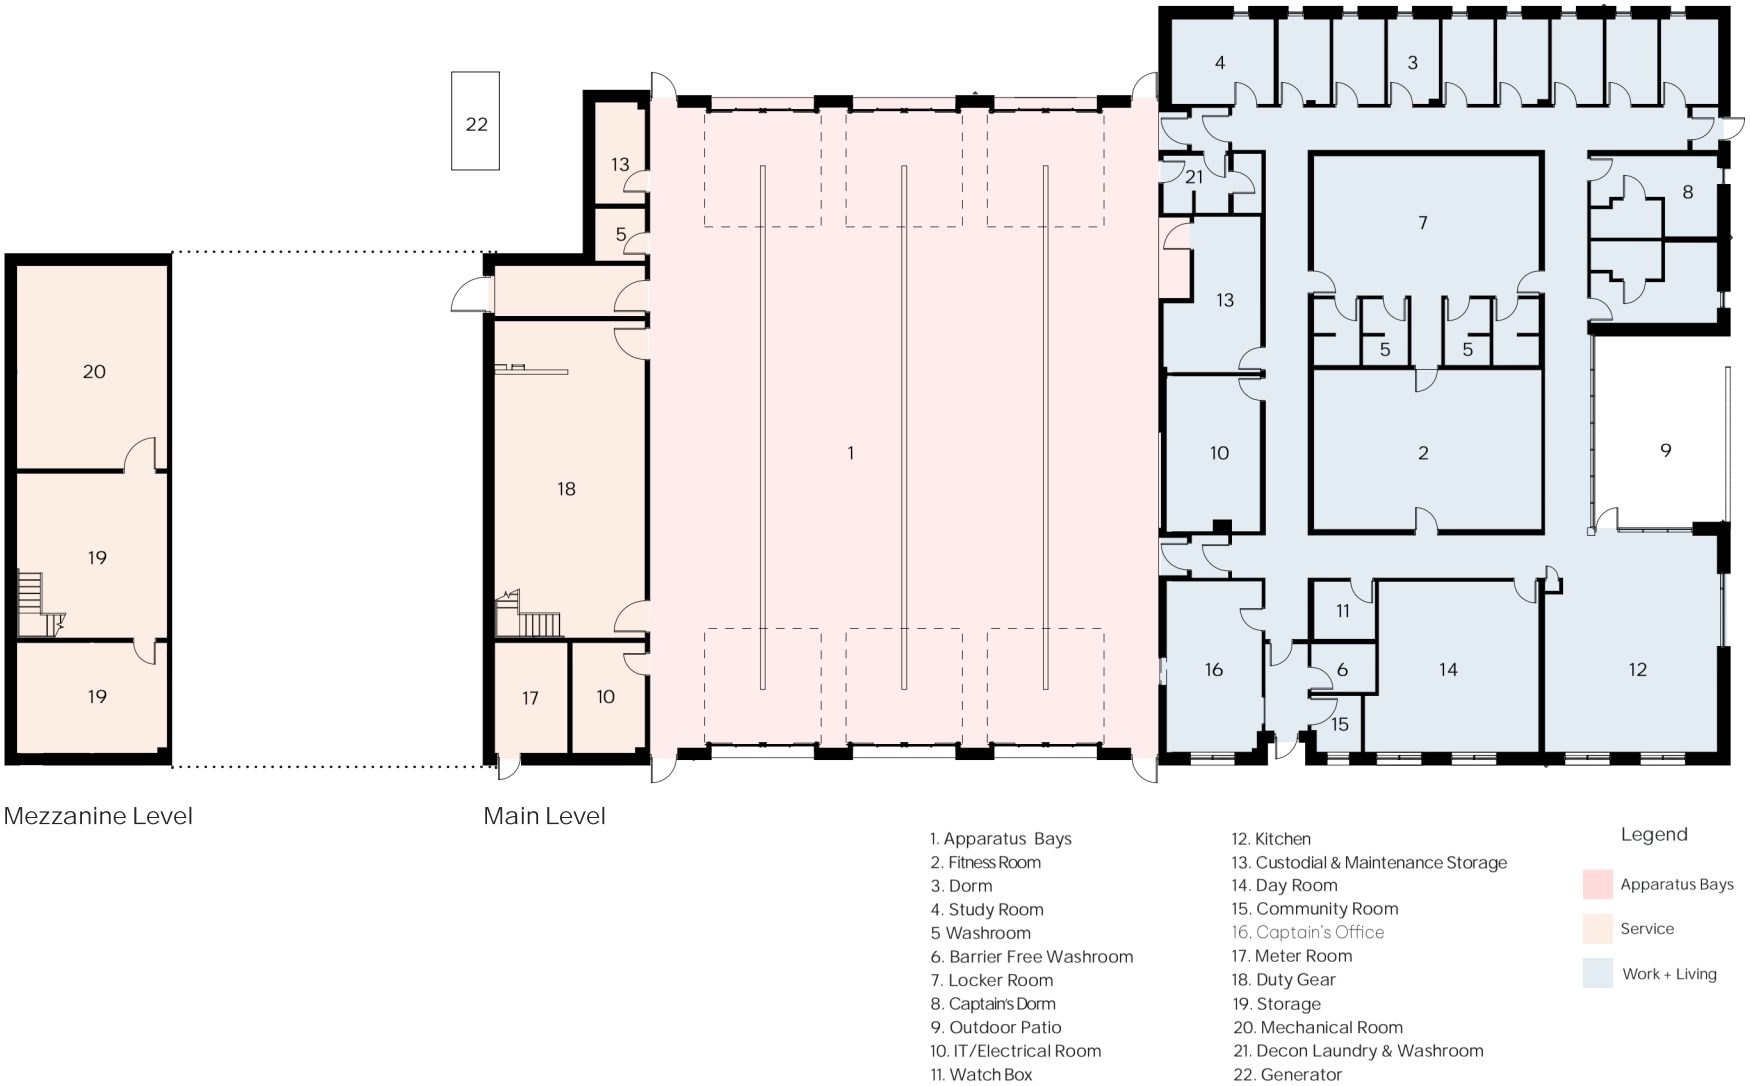 4
3
22
13
21
8
5
7
13
20
5
5
9
1
10
2
18
19
11
16
6
14
12
19
17
10
15
Mezzanine Level
Main Level
1. Apparatus Bays
2. Fitness Room
3. Dorm
4. Study Room
5 Washroom
6. Barrier Free Washroom
7. Locker Room
8. Captain's Dorm
9. Outdoor Patio
10. IT/Electrical Room
11. Watch Box
12. Kitchen
13. Custodial & Maintenance Storage
14. Day Room
15. Community Room
16. Captain's Office
17. Meter Room
18. Duty Gear
19. Storage
20. Mechanical Room
21. Decon Laundry & Washroom
22. Generator
Legend
Apparatus Bays
Service
Work + Living